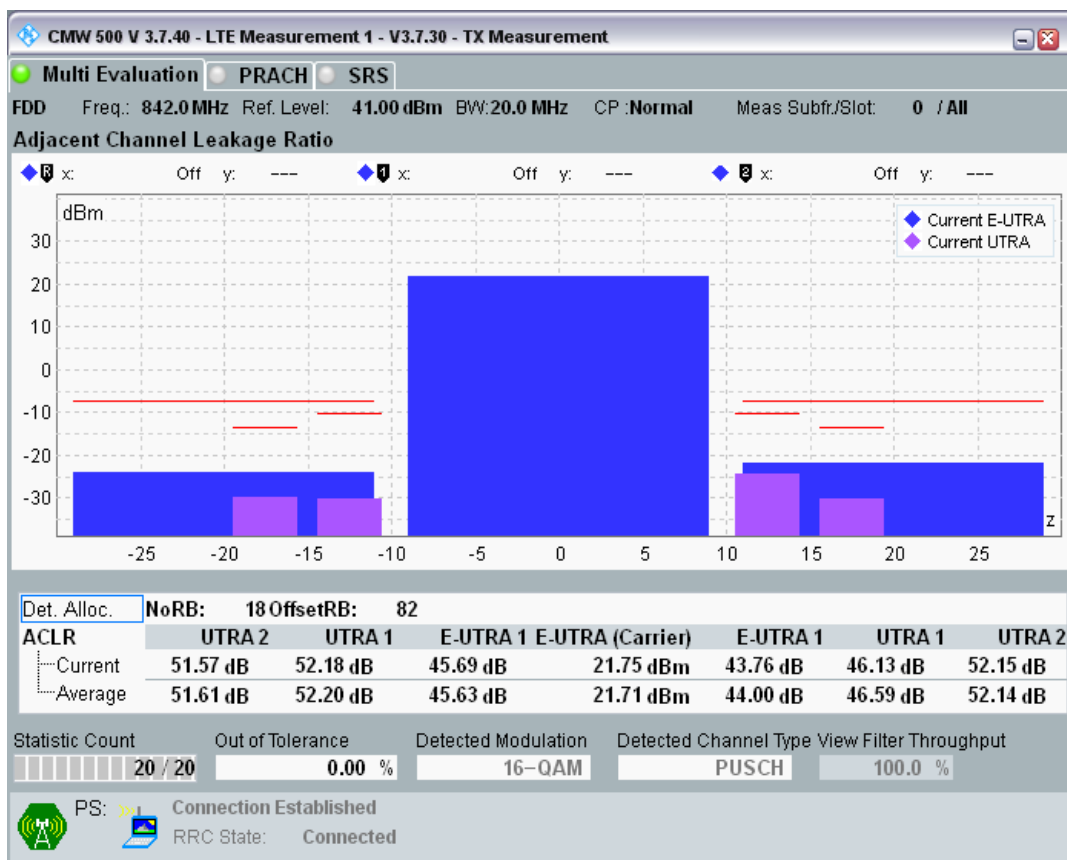 CMW 500 V 3.7.40 - LTE Measurement 1 - V3.7.30 - TX Measurement
Multi Evaluation PRACH SRS
FDD Freq.: 842.0 MHz Ref. Level: 41.00 dBm BW:20.0 MHz CP :Normal Meas Subfr./Slot: 0 / All
Adjacent Channel Leakage Ratio
R x: Off y: --- 1 x: Off y: --- 2 x: Off y: ---
dBm
Current E-UTRA
Current UTRA
30
20
10
0
-10
-20
-30
z
-25 -20 -15 -10 -5 0 5 10 15 20 25
Det. Alloc. NoRB: 18 OffsetRB: 82
ACLR UTRA 2 UTRA 1 E-UTRA 1 E-UTRA (Carrier) E-UTRA 1 UTRA 1 UTRA 2
Current 51.57 dB 52.18 dB 45.69 dB 21.75 dBm 43.76 dB 46.13 dB 52.15 dB
Average 51.61 dB 52.20 dB 45.63 dB 21.71 dBm 44.00 dB 46.59 dB 52.14 dB
Statistic Count Out of Tolerance Detected Modulation Detected Channel Type View Filter Throughput
20 / 20 0.00 % 16-QAM PUSCH 100.0 %
PS: Connection Established
RRC State: Connected